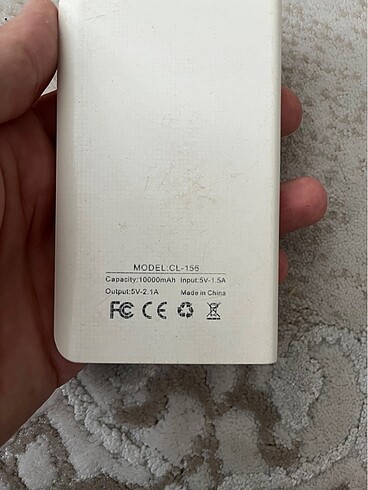 MODEL:CL-156
Capacity:10000mAh Input:5V-1.5A
Output:5V-2.1A Made in China
FC CE